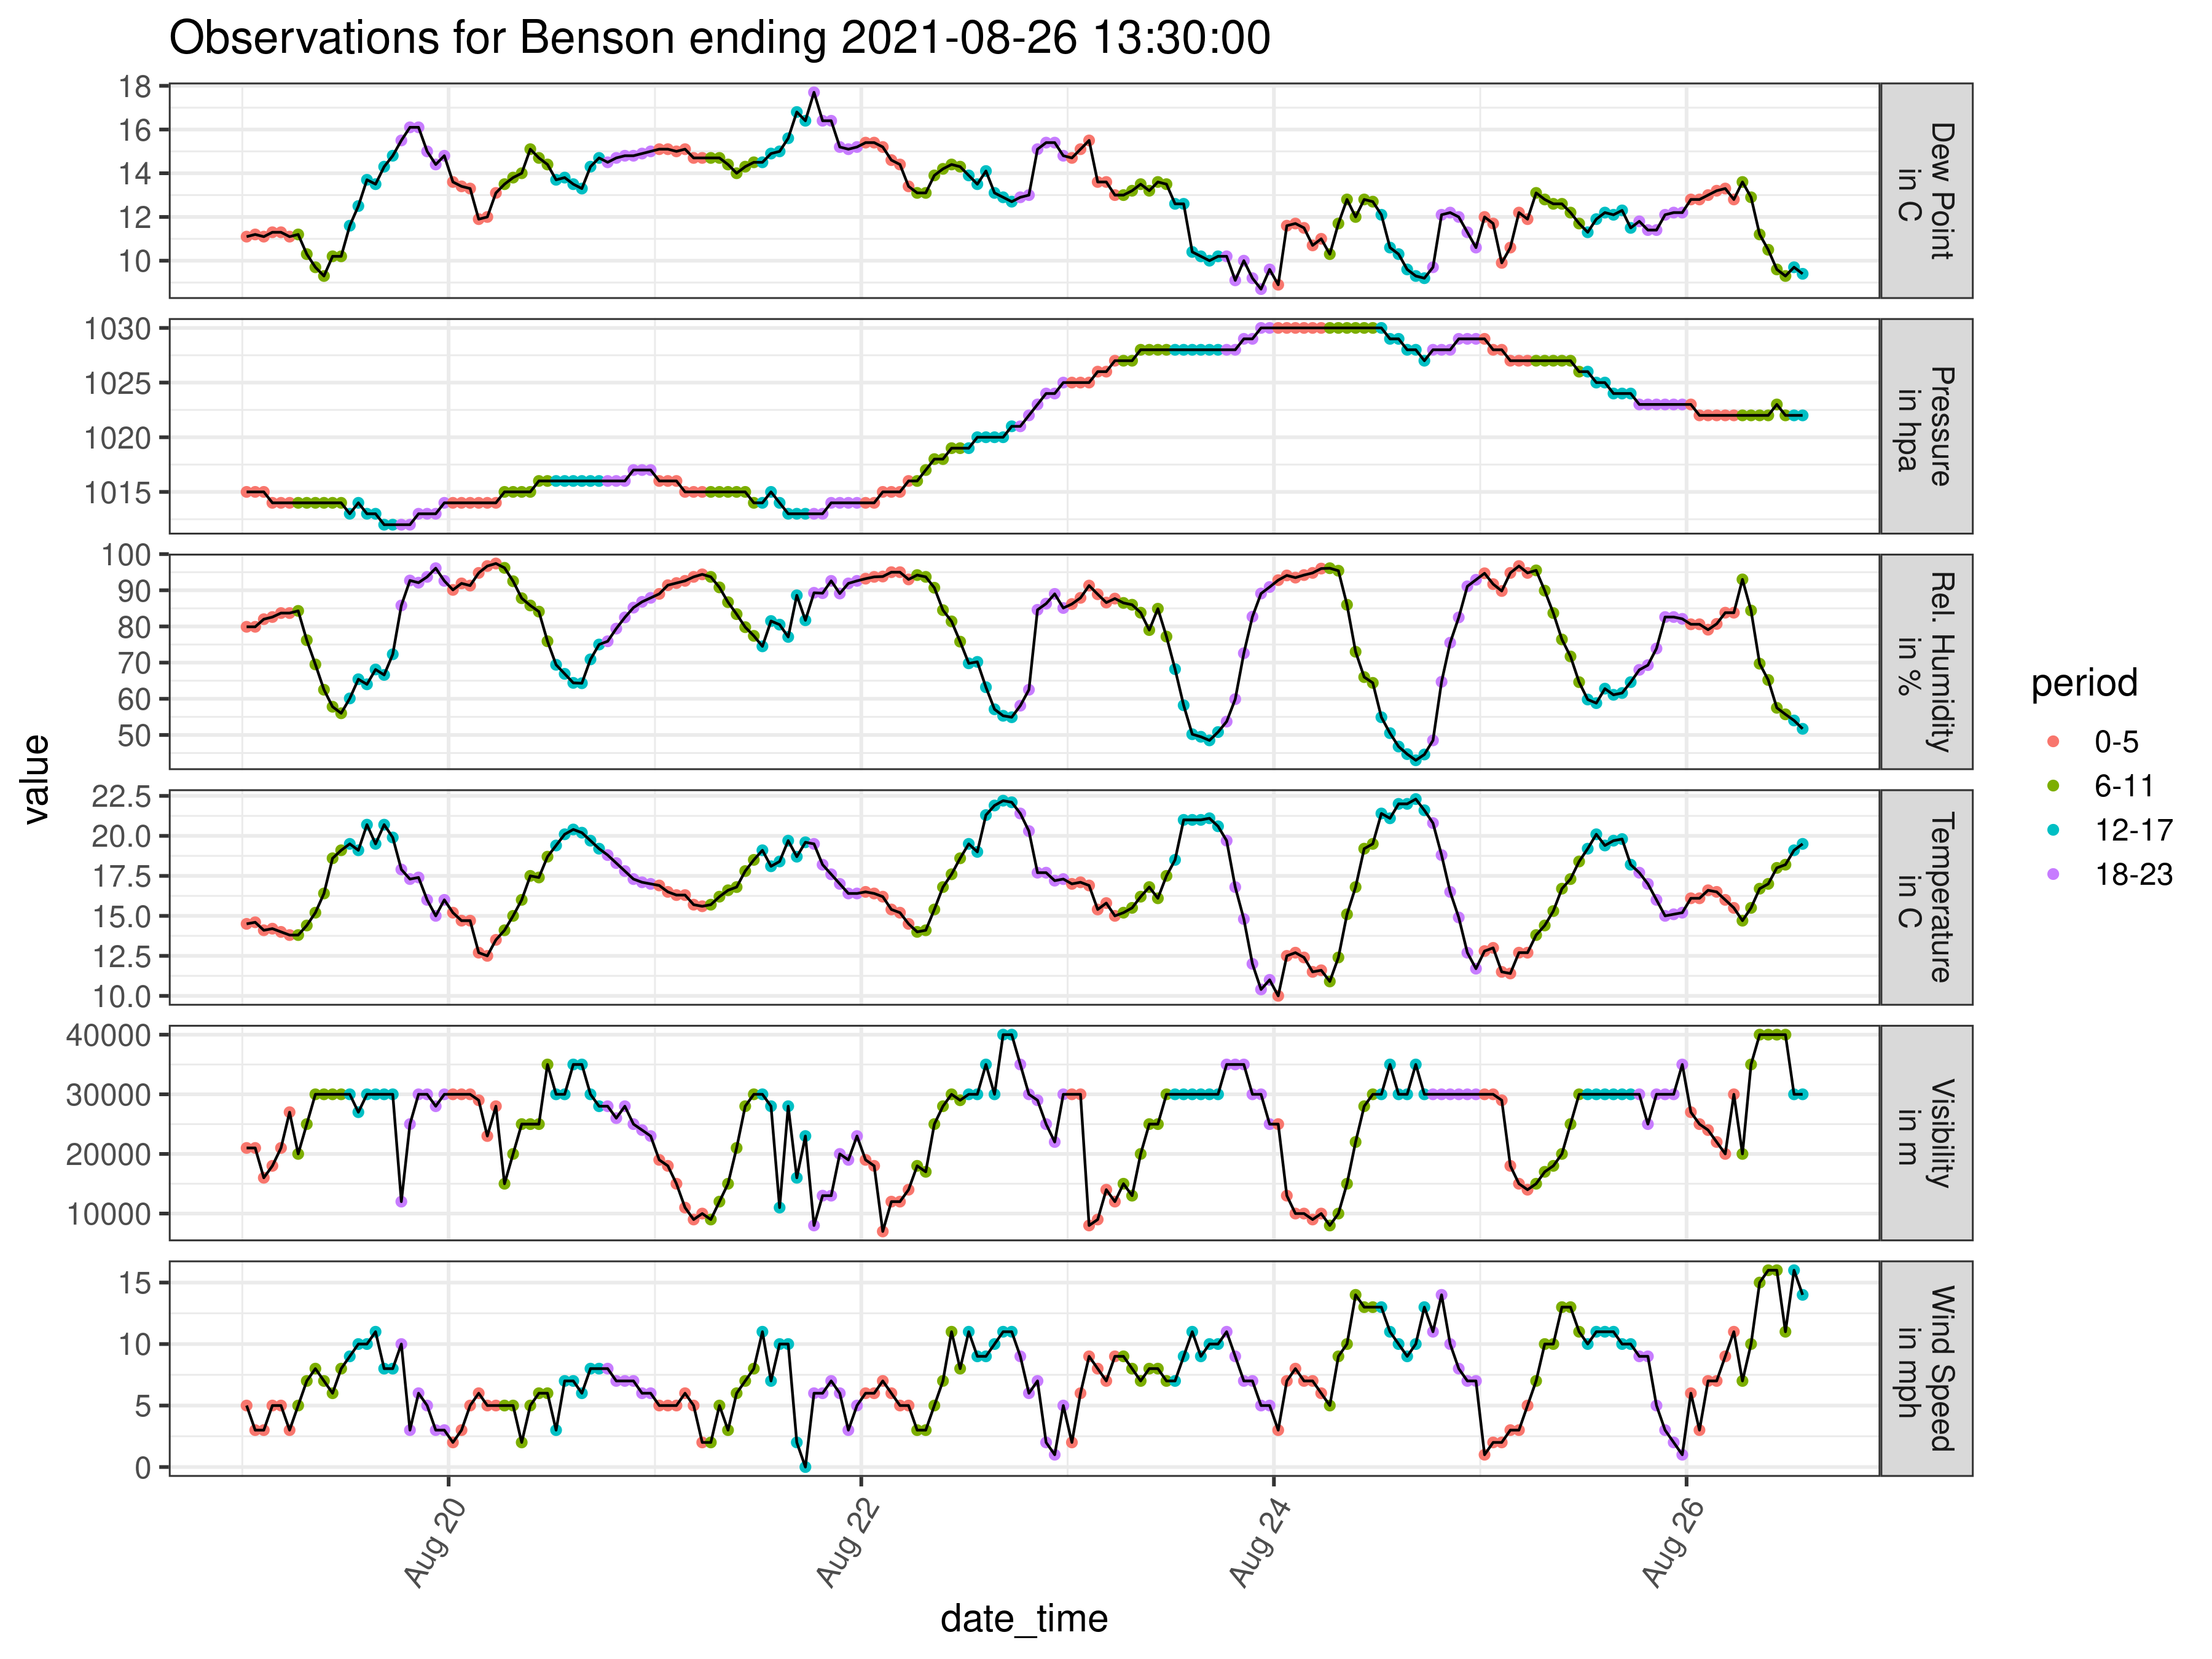 Observations for Benson ending 2021-08-26 13:30:00
value
18
16
14
12
10
Dew Point
in C
1030
1025
1020
1015
Pressure
in hpa
100
90
80
70
60
50
Rel. Humidity
in %
22.5
20.0
17.5
15.0
12.5
10.0
Temperature
in C
40000
30000
20000
10000
Visibility
in m
15
10
5
0
Wind Speed
in mph
Aug 20
Aug 22
Aug 24
Aug 26
date_time
period
0-5
6-11
12-17
18-23